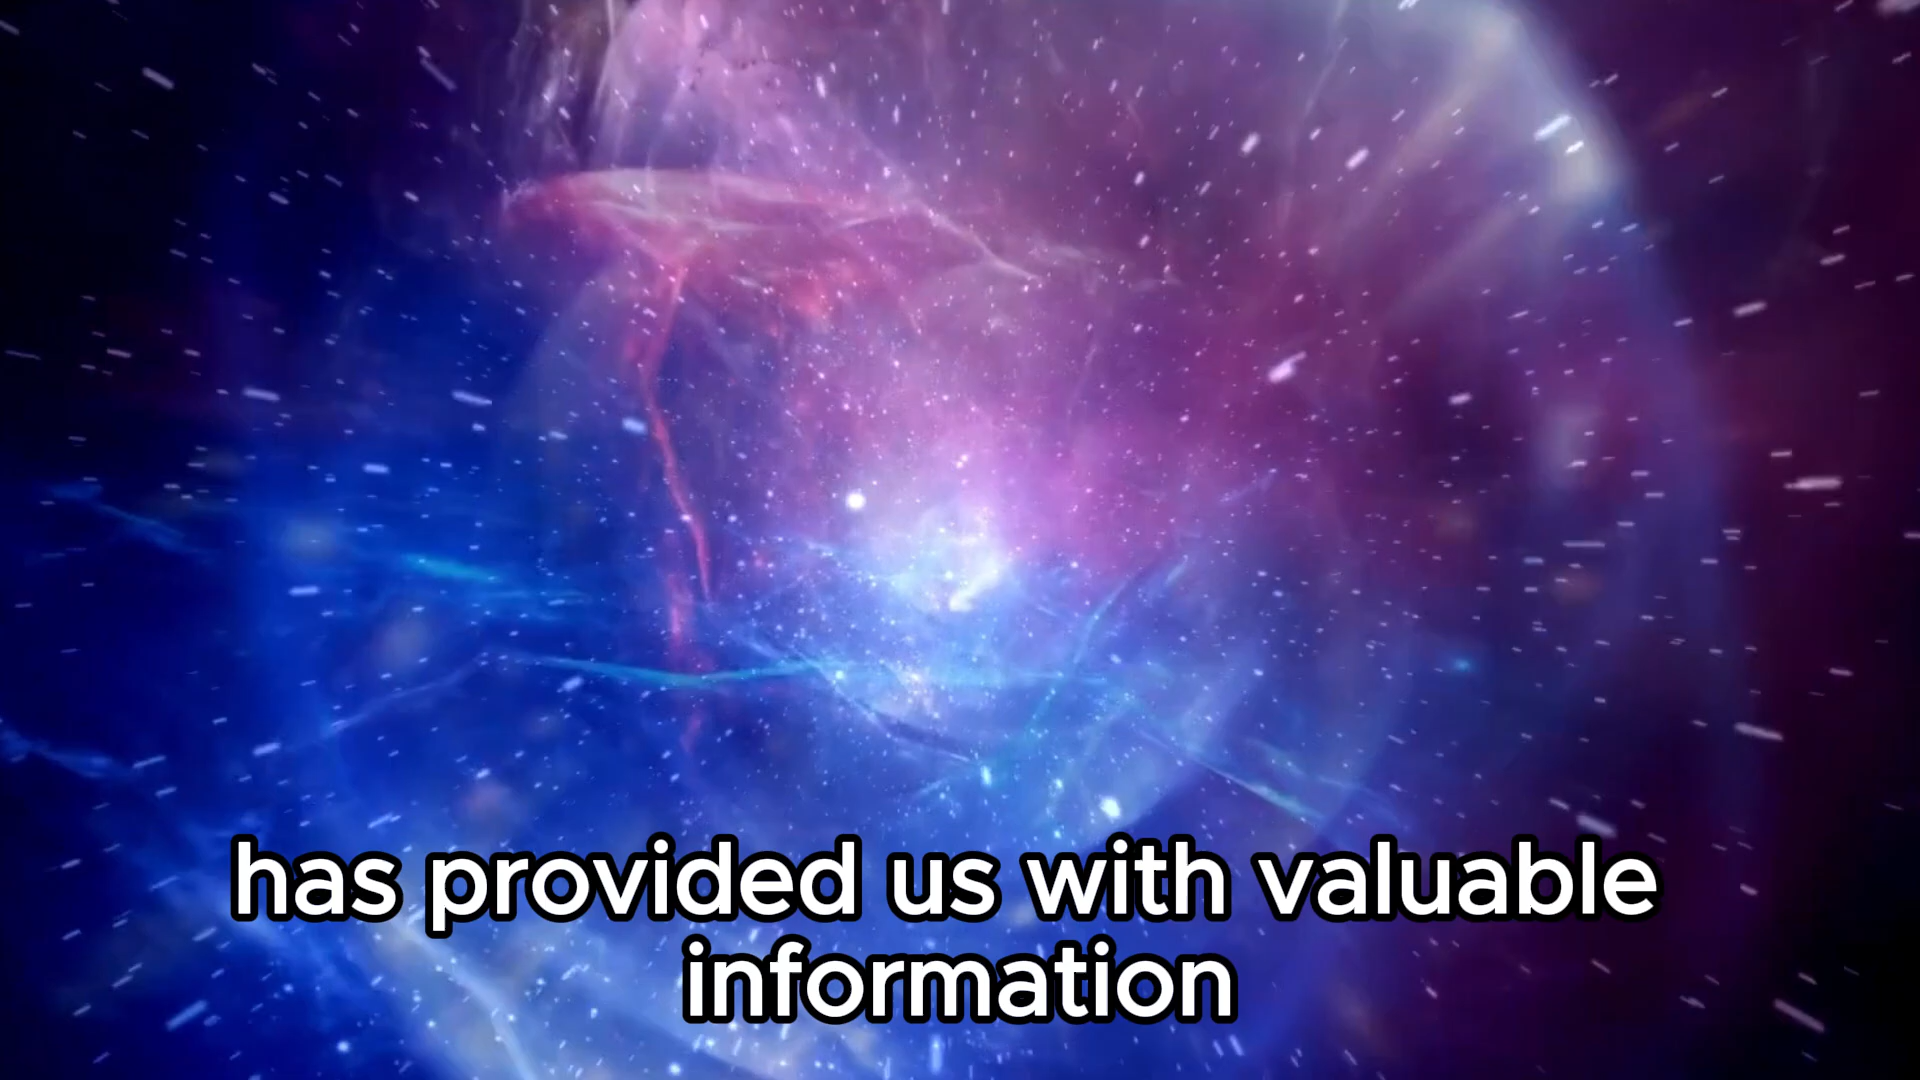 has provided us with valuable
information